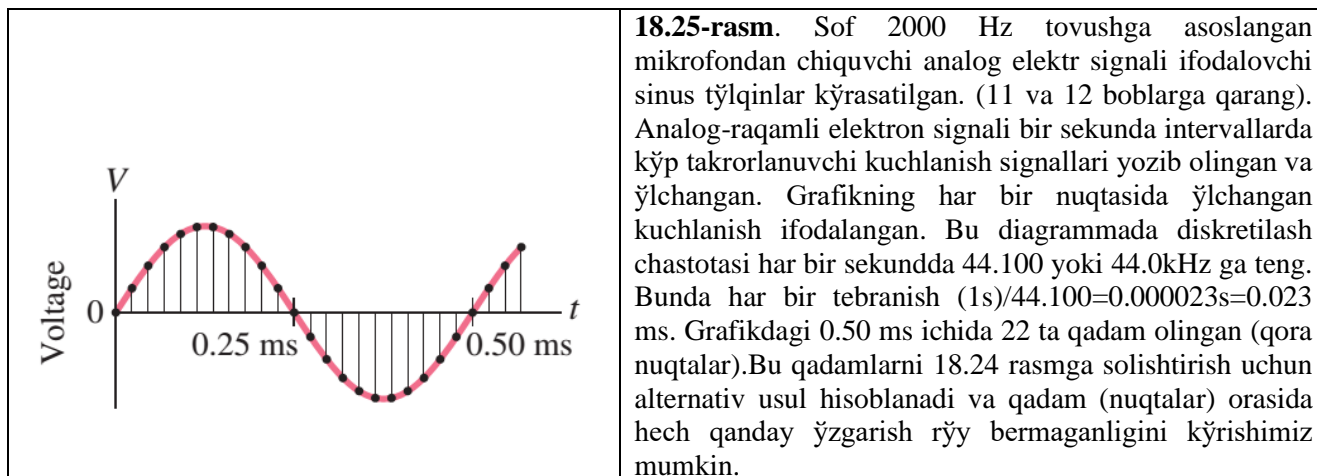 V
Voltage
0
0.25 ms
0.50 ms
t
18.25-rasm. Sof 2000 Hz tovushga asoslangan
mikrofondan chiquvchi analog elektr signali ifodalovchi
sinus tўlqinlar kўrasatilgan. (11 va 12 boblarga qarang).
Analog-raqamli elektron signali bir sekunda intervallarda
kўp takrorlanuvchi kuchlanish signallari yozib olingan va
ўlchangan. Grafikning har bir nuqtasida ўlchangan
kuchlanish ifodalangan. Bu diagrammada diskretilash
chastotasi har bir sekundd 44.100 yoki 44.0kHz ga teng.
Bunda har bir tebranish (1s)/44.100=0.000023s=0.023
ms. Grafikdagi 0.50 ms ichida 22 ta qadam olingan (qora
nuqtalar).Bu qadamlarni 18.24 rasmga solishtirish uchun
alternativ usul hisoblanadi va qadam (nuqtalar) orasida
hech qanday ўzgarish rўy bermaganligini kўrishimiz
mumkin.